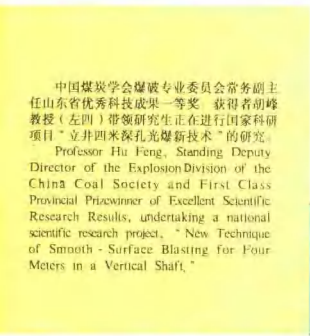 中国煤炭学会爆破专业委员会常务副主
任山东省优秀科技成果一等奖 获得者胡峰
教授（左四）带领研究生正在进行国家科研
项目“立井四米深孔光爆新技术”的研究。
Professor Hu Feng, Standing Deputy
Director of the Explosion Division of the
China Coal Society and First Class
Provincial Prizewinner of Excellent Scientific
Research Results, undertaking a national
scientific research project, “New Technique
of Smooth - Surface Blasting for Four
Meters in a Vertical Shaft.”